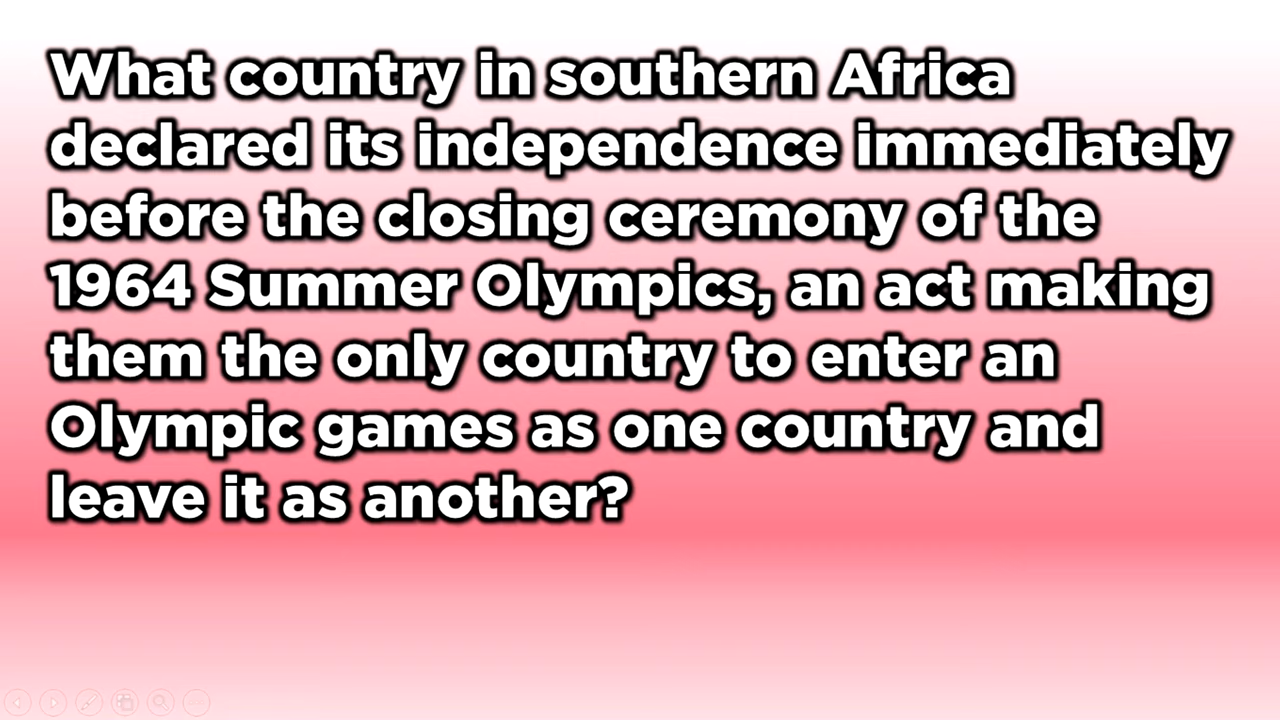 What country in southern Africa
declared its independence immediately
before the closing ceremony of the
1964 Summer Olympics, an act making
them the only country to enter an
Olympic games as one country and
leave it as another?